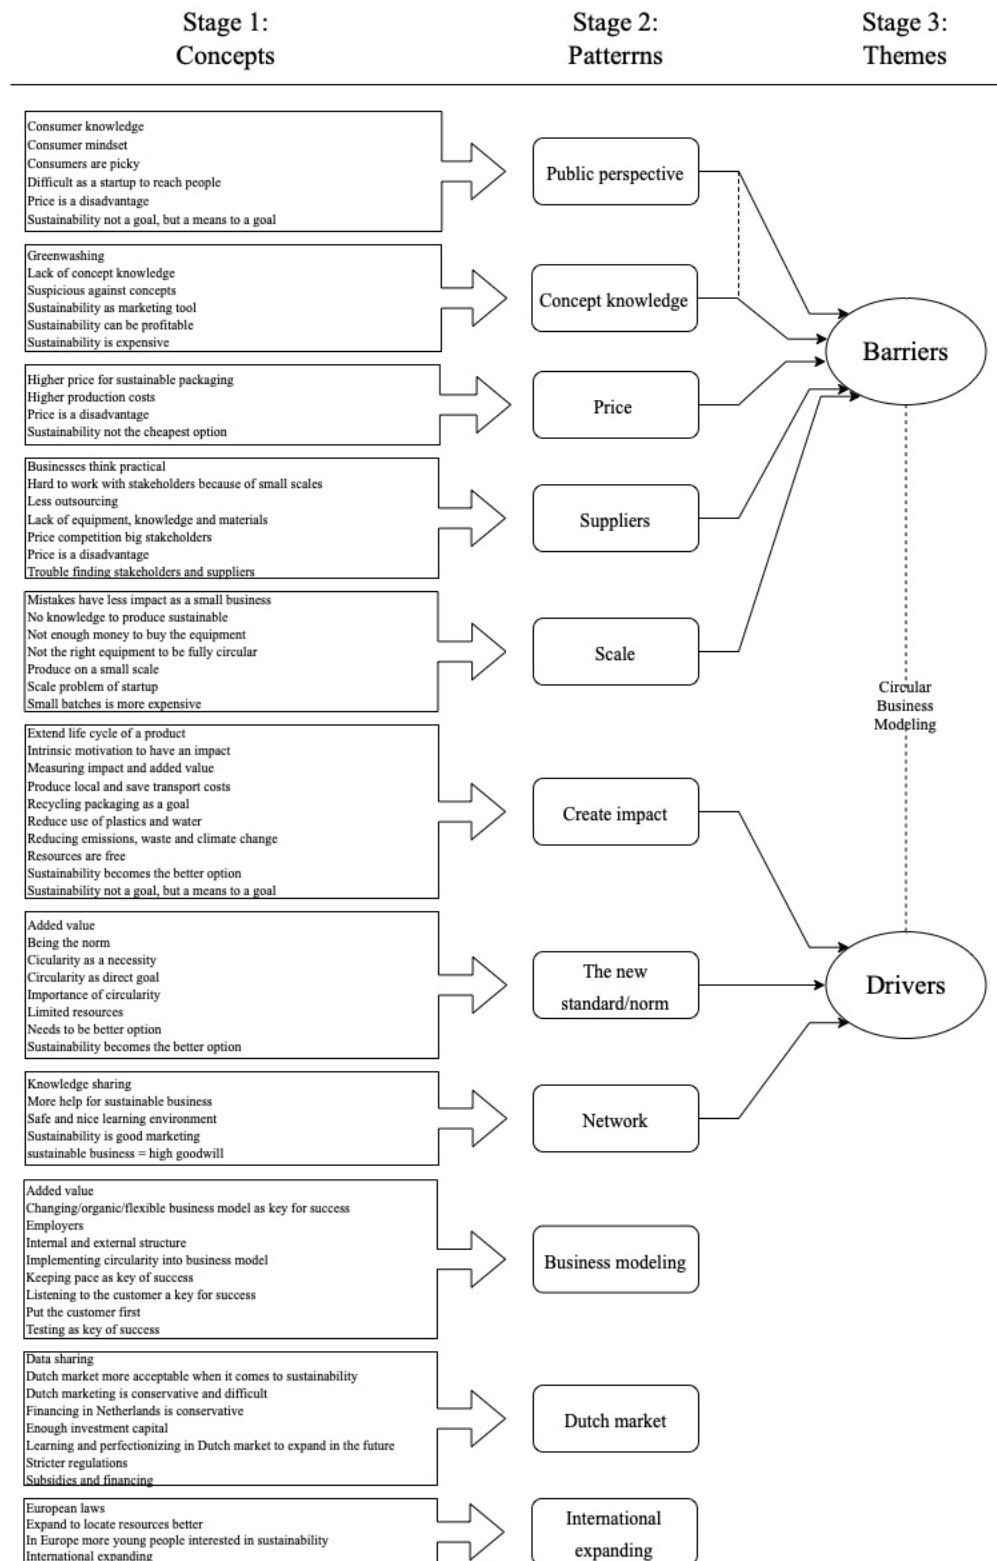 Stage 1:
Concepts
Stage 2:
Patterrns
Stage 3:
Themes
Consumer knowledge
Consumer mindset
Consumers are picky
Difficult as a startup to reach people
Price is a disadvantage
Sustainability not a goal, but a means to a goal
Public perspective
Greenwashing
Lack of concept knowledge
Suspicious against concepts
Sustainability as marketing tool
Sustainability can be profitable
Sustainability is expensive
Concept knowledge
Barriers
Higher price for sustainable packaging
Higher production costs
Price is a disadvantage
Sustainability not the cheapest option
Price
Businesses think practical
Hard to work with stakeholders because of small scales
Less outsourcing
Lack of equipment, knowledge and materials
Price competition big stakeholders
Price is a disadvantage
Trouble finding stakeholders and suppliers
Suppliers
Mistakes have less impact as a small business
No knowledge to produce sustainable
Not enough money to buy the equipment
Not the right equipment to be fully circular
Produce on a small scale
Scale problem of startup
Small batches is more expensive
Scale
Circular
Business
Modeling
Extend life cycle of a product
Intrinsic motivation to have an impact
Measuring impact and added value
Produce local and save transport costs
Recycling packaging as a goal
Reduce use of plastics and water
Reducing emissions, waste and climate change
Resources are free
Sustainability becomes the better option
Sustainability not a goal, but a means to a goal
Create impact
Added value
Being the norm
Cicularity as a necessity
Circularity as direct goal
Importance of circularity
Limited resources
Needs to be better option
Sustainability becomes the better option
The new
standard/norm
Drivers
Knowledge sharing
More help for sustainable business
Safe and nice learning environment
Sustainability is good marketing
sustainable business = high goodwill
Network
Added value
Changing/organic/flexible business model as key for success
Employers
Internal and external structure
Implementing circularity into business model
Keeping pace as key of success
Listening to the customer a key for success
Put the customer first
Testing as key of success
Business modeling
Data sharing
Dutch market more acceptable when it comes to sustainability
Dutch marketing is conservative and difficult
Financing in Netherlands is conservative
Enough investment capital
Learning and perfectionizing in Dutch market to expand in the future
Stricter regulations
Subsidies and financing
Dutch market
European laws
Expand to locate resources better
In Europe more young people interested in sustainability
International expanding
International
expanding